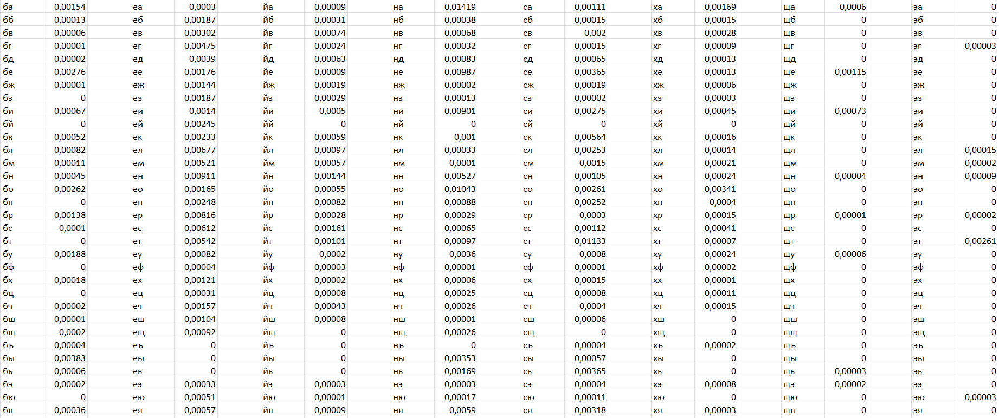 ба 0,00154 еа 0,0003 йа 0,00009 на 0,01419 са 0,00111 ха 0,00169 ща 0,0006 эа 0
бб 0,00013 еб 0,00187 йб 0,00031 нб 0,00038 сб 0,00015 хб 0,00015 щб 0 эб 0
бв 0,00006 ев 0,00302 йв 0,00074 нв 0,00068 св 0,002 хв 0,00028 щв 0 эв 0
бг 0,00001 ег 0,00475 йг 0,00024 нг 0,00032 сг 0,00015 хг 0,00009 щг 0 эг 0,00003
бд 0,00002 ед 0,0039 йд 0,00063 нд 0,00083 сд 0,00065 хд 0,00013 щд 0 эд 0
бе 0,00276 ее 0,00176 йе 0,00009 не 0,00987 се 0,00365 хе 0,00013 ще 0,00115 эе 0
бж 0,00001 еж 0,00144 йж 0,00019 нж 0,00002 сж 0,00019 хж 0,00006 щж 0 эж 0
бз 0 ез 0,00187 йз 0,00029 нз 0,00013 сз 0,00002 хз 0,00003 щз 0 эз 0
би 0,00067 еи 0,0014 йи 0,0005 ни 0,00901 си 0,00275 хи 0,00045 щи 0,00073 эи 0
бй 0 ей 0,00245 йй 0 нй 0 сй 0 хй 0 щй 0 эй 0
бк 0,00052 ек 0,00233 йк 0,00059 нк 0,001 ск 0,00564 хк 0,00016 щк 0 эк 0
бл 0,00082 ел 0,00677 йл 0,00097 нл 0,00033 сл 0,00253 хл 0,00014 щл 0 эл 0,00015
бм 0,00011 ем 0,00521 йм 0,00057 нм 0,0001 см 0,0015 хм 0,00021 щм 0 эм 0,00002
бн 0,00045 ен 0,00911 йн 0,00144 нн 0,00527 сн 0,00105 хн 0,00024 щн 0,00004 эн 0,00009
бо 0,00262 ео 0,00165 йо 0,00055 но 0,01043 со 0,00261 хо 0,00341 що 0 эо 0
бп 0 еп 0,00248 йп 0,00082 нп 0,00088 сп 0,00252 хп 0,0004 щп 0 эп 0
бр 0,00138 ер 0,00816 йр 0,00028 нр 0,00029 ср 0,0003 хр 0,00015 щр 0,00001 эр 0,00002
бс 0,0001 ес 0,00612 йс 0,00161 нс 0,00065 сс 0,00112 хс 0,00041 щс 0 эс 0
бт 0 ет 0,00542 йт 0,00101 нт 0,00097 ст 0,01133 хт 0,00007 щт 0 эт 0,00261
бу 0,00188 еу 0,00082 йу 0,0002 ну 0,0036 су 0,0008 ху 0,00024 щу 0,00006 эу 0
бф 0 еф 0,00004 йф 0,00003 нф 0,00001 сф 0,00001 хф 0,00002 щф 0 эф 0
бх 0,00018 ех 0,00121 йх 0,00002 нх 0,00006 сх 0,00015 хх 0,00001 щх 0 эх 0
бц 0 ец 0,00031 йц 0,00008 нц 0,00025 сц 0,00008 хц 0,00011 щц 0 эц 0
бч 0,00002 еч 0,00157 йч 0,00043 нч 0,00026 сч 0,0004 хч 0,00015 щч 0 эч 0
бш 0,00001 еш 0,00104 йш 0,00008 нш 0,00001 сш 0,00006 хш 0 щш 0 эш 0
бщ 0,0002 ещ 0,00092 йщ 0 нщ 0,00026 сщ 0 хщ 0 щщ 0 эщ 0
бъ 0,00004 еъ 0 йъ 0 нъ 0 съ 0,00004 хъ 0,00002 щъ 0 эъ 0
бы 0,00383 еы 0 йы 0 ны 0,00353 сы 0,00057 хы 0 щы 0 эы 0
бь 0,00006 еь 0 йь 0 нь 0,00169 сь 0,00365 хь 0 щь 0,00003 эь 0
бэ 0,00002 еэ 0,00033 йэ 0,00003 нэ 0,00003 сэ 0,00004 хэ 0,00008 щэ 0,00002 ээ 0
бю 0 ею 0,00051 йю 0,00001 ню 0,00017 сю 0,00011 хю 0 щю 0 эю 0,00003
бя 0,00036 ея 0,00057 йя 0,00009 ня 0,0059 ся 0,00318 хя 0,00003 щя 0 эя 0